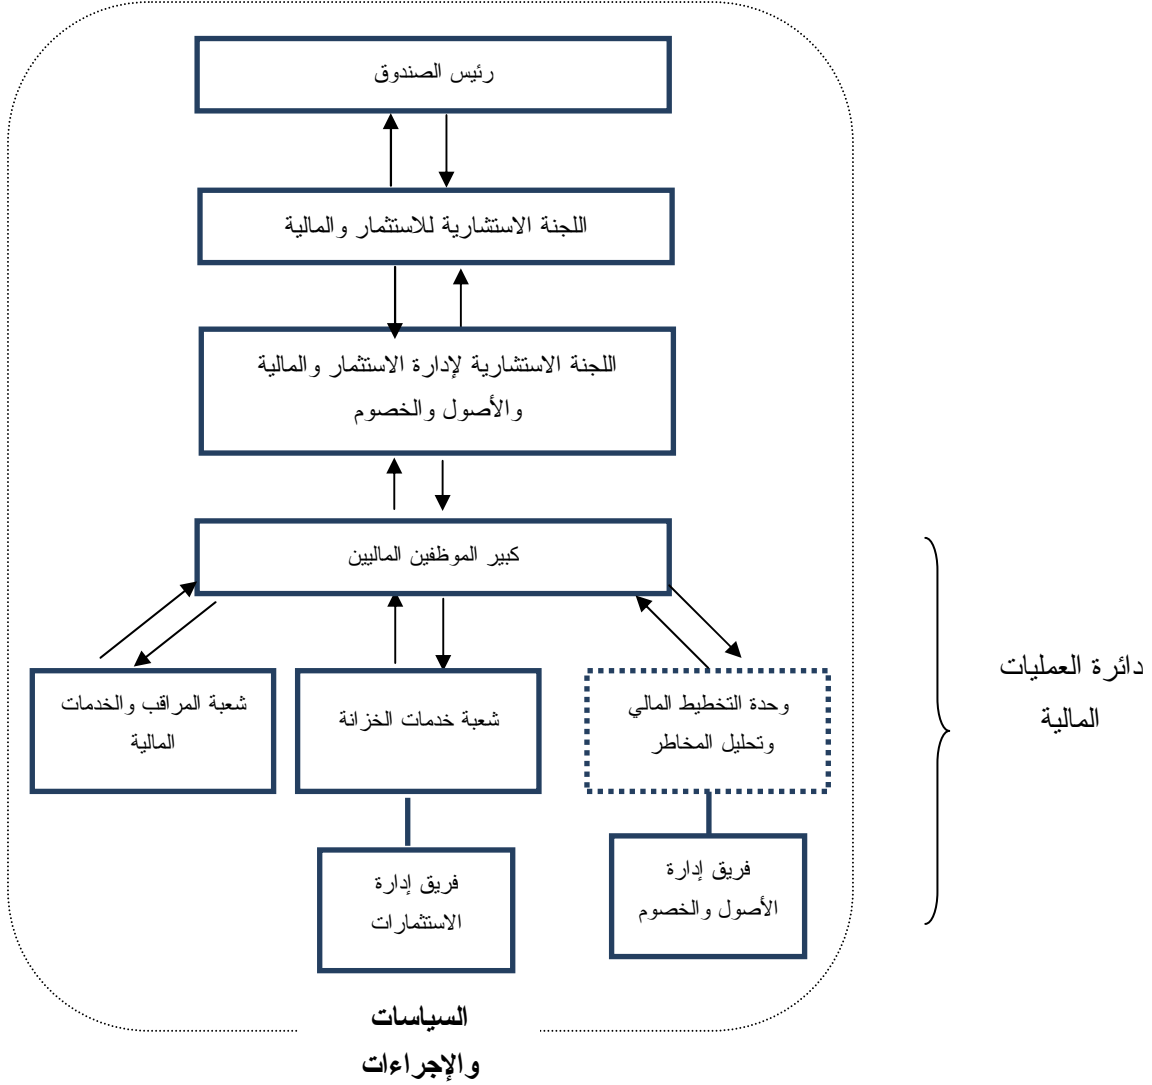 رئيس الصندوق
اللجنة الاستشارية للاستثمار والمالية
اللجنة الاستشارية لإدارة الاستثمار والمالية
والأصول والخصوم
كبير الموظفين الماليين
وحدة التخطيط المالي
وتحليل المخاطر
شعبة خدمات الخزانة
شعبة المراقب والخدمات
المالية
فريق إدارة
الأصول والخصوم
فريق إدارة
الاستثمارات
دائرة العمليات
المالية
السياسات
والإجراءات